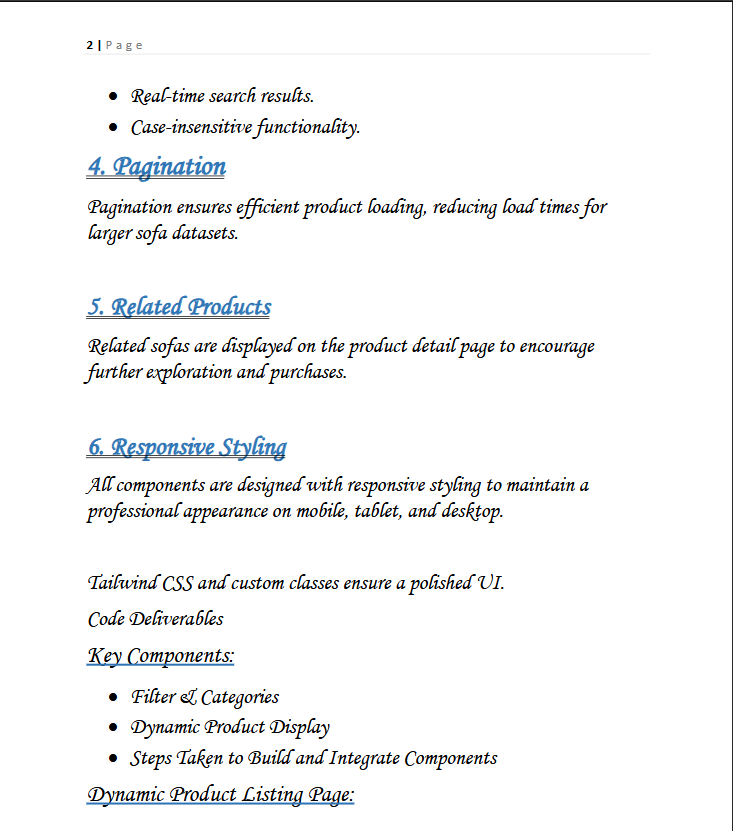 2 | Page
• Real-time search results.
• Case-insensitive functionality.
4. Pagination
Pagination ensures efficient product loading, reducing load times for
larger sofa datasets.
5. Related Products
Related sofas are displayed on the product detail page to encourage
further exploration and purchases.
6. Responsive Styling
All components are designed with responsive styling to maintain a
professional appearance on mobile, tablet, and desktop.
Tailwind CSS and custom classes ensure a polished UI.
Code Deliverables
Key Components:
• Filter & Categories
• Dynamic Product Display
• Steps Taken to Build and Integrate Components
Dynamic Product Listing Page: